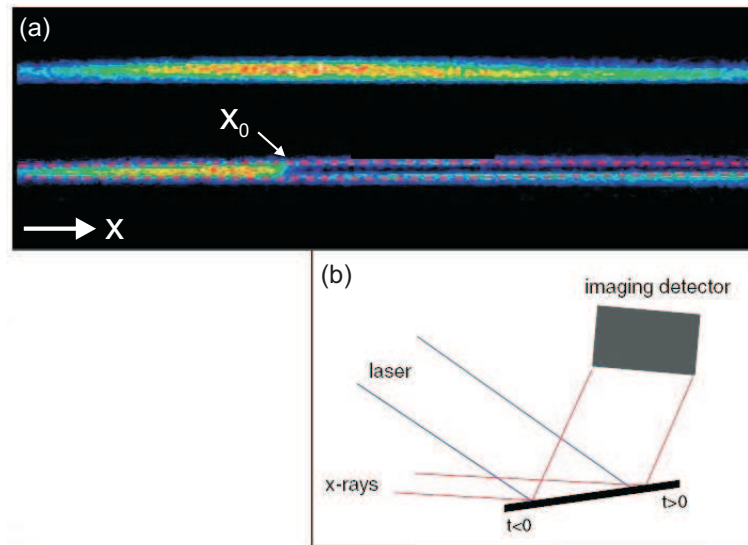 (a)
X₀
X
(b)
imaging detector
laser
x-rays
t<0
t>0